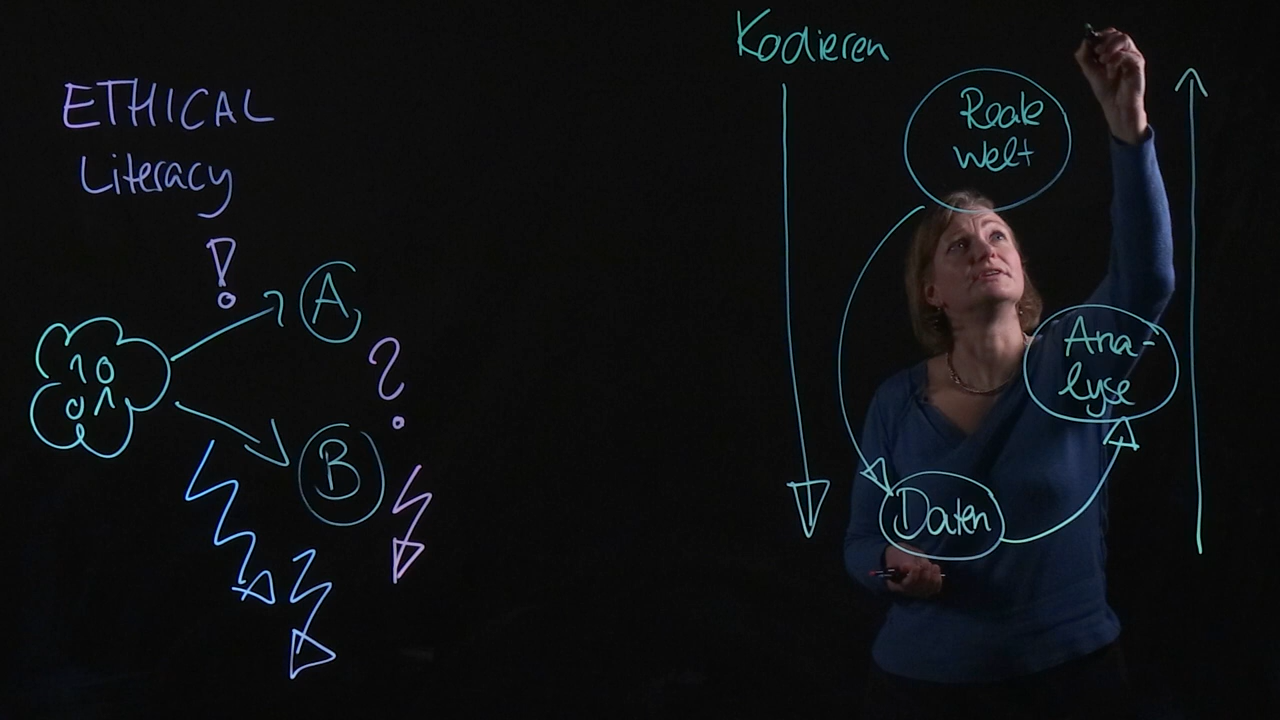 ETHICAL
Literacy
!
A
10
01
?
B
Kodieren
Reale
Welt
Ana-
lyse
Daten